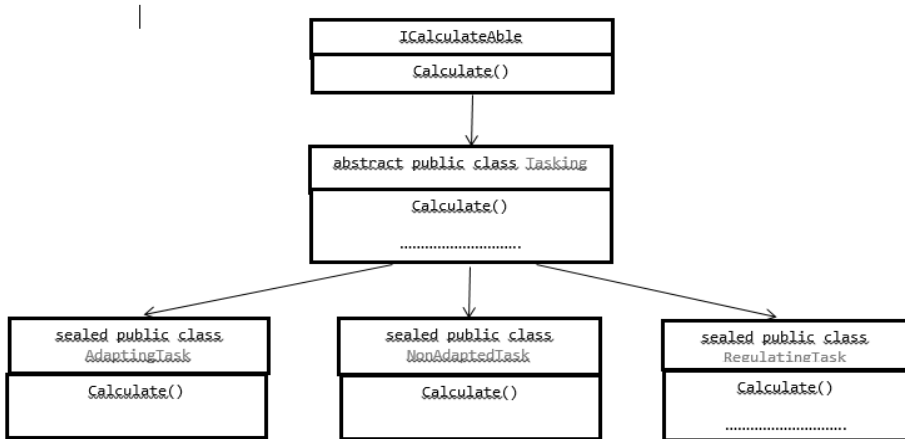 ICalculateAble
Calculate()
abstract public class Tasking
Calculate()
…………………………
sealed public class
AdaptingTask
Calculate()
sealed public class
NonAdaptedTask
Calculate()
sealed public class
RegulatingTask
Calculate()
…………………………